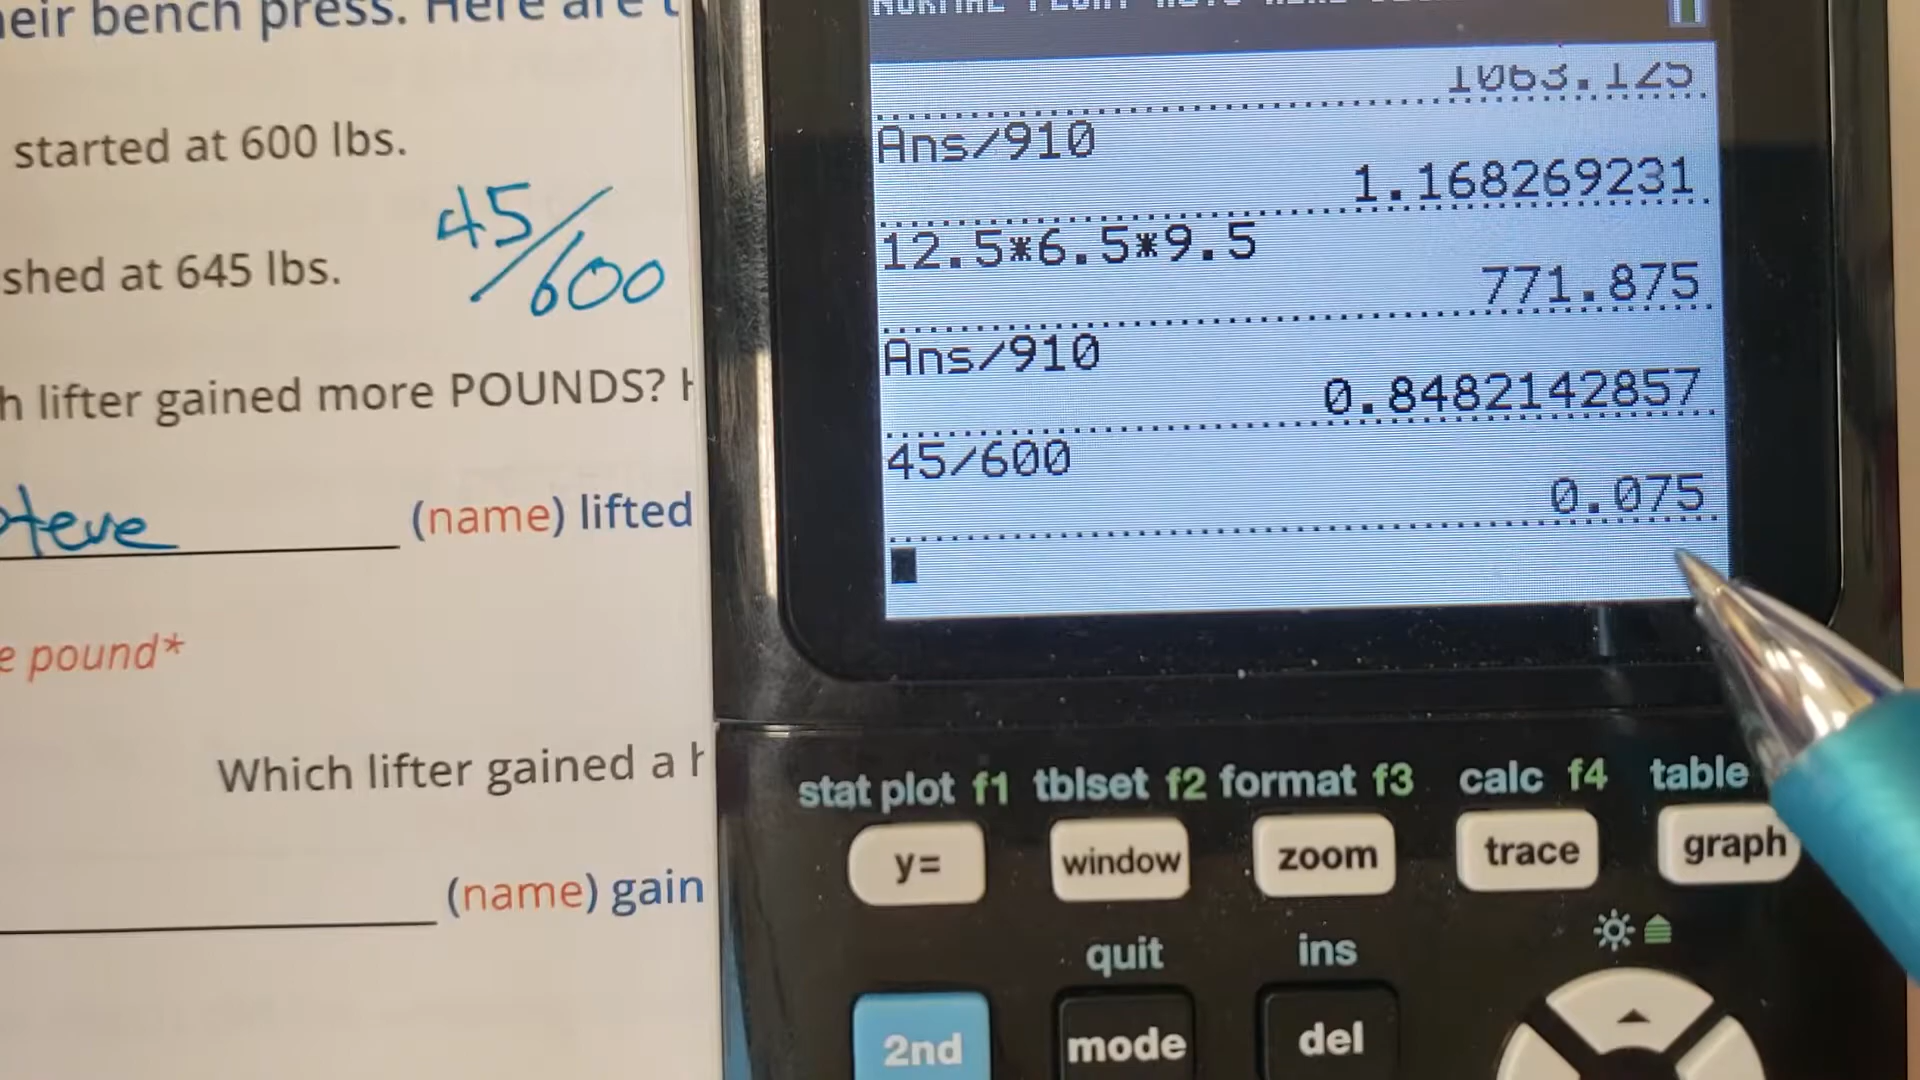 eir bench press. Here are t
started at 600 lbs.
45/600
shed at 645 lbs.
h lifter gained more POUNDS? H
Steve (name) lifted
e pound*
Which lifter gained a h
(name) gain
1063.125
Ans/910
1.168269231
12.5*6.5*9.5
771.875
Ans/910
0.8482142857
45/600
0.075
stat plot f1 tblset f2 format f3 calc f4 table
y= window zoom trace graph
quit ins
2nd mode del